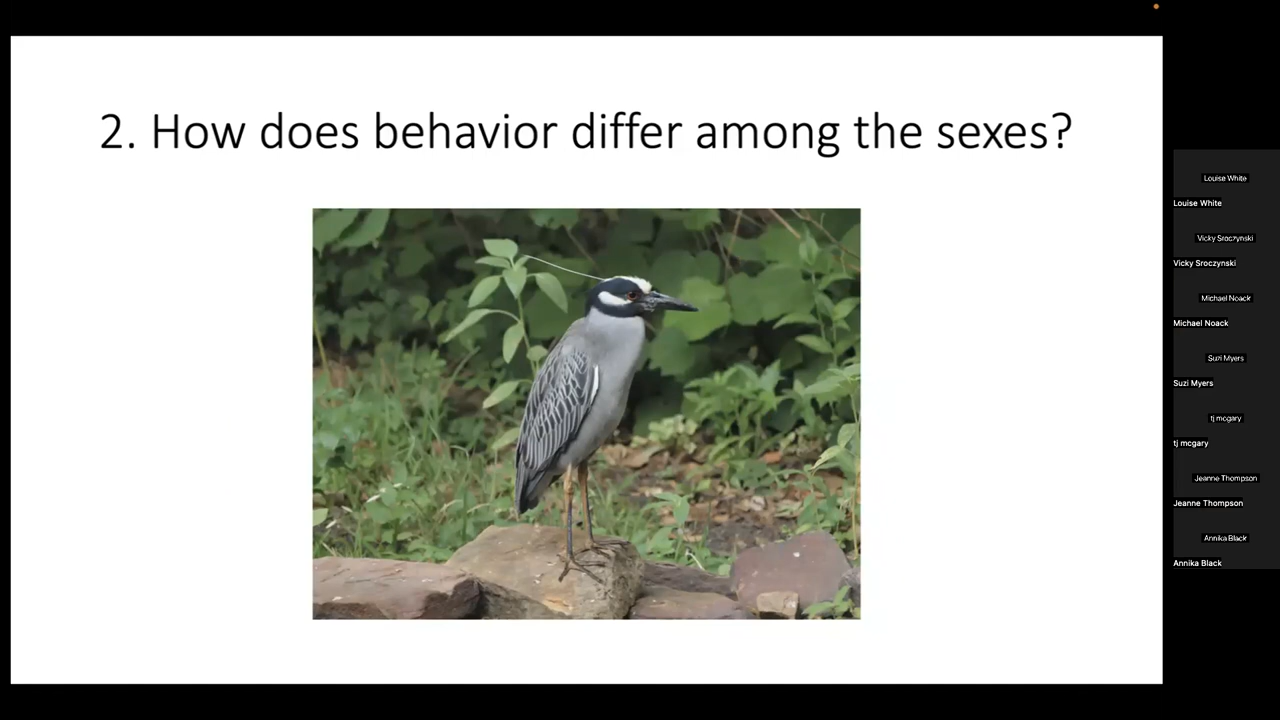 2. How does behavior differ among the sexes?
Louise White
Louise White
Vicky Sroczynski
Vicky Sroczynski
Michael Noack
Michael Noack
Suzi Myers
Suzi Myers
tj mcgary
tj mcgary
Jeanne Thompson
Jeanne Thompson
Annika Black
Annika Black